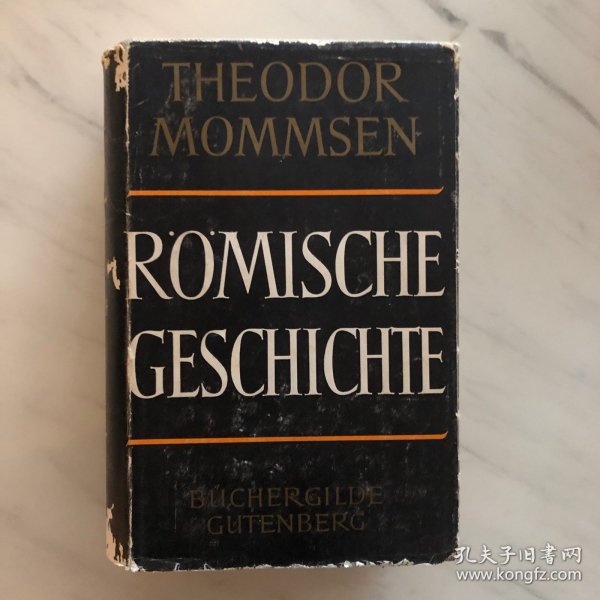 THEODOR
MOMMSEN
RÖMISCHE
GESCHICHTE
BÜCHERGILDE
GUTENBERG
孔夫子旧书网
www.kongfz.com